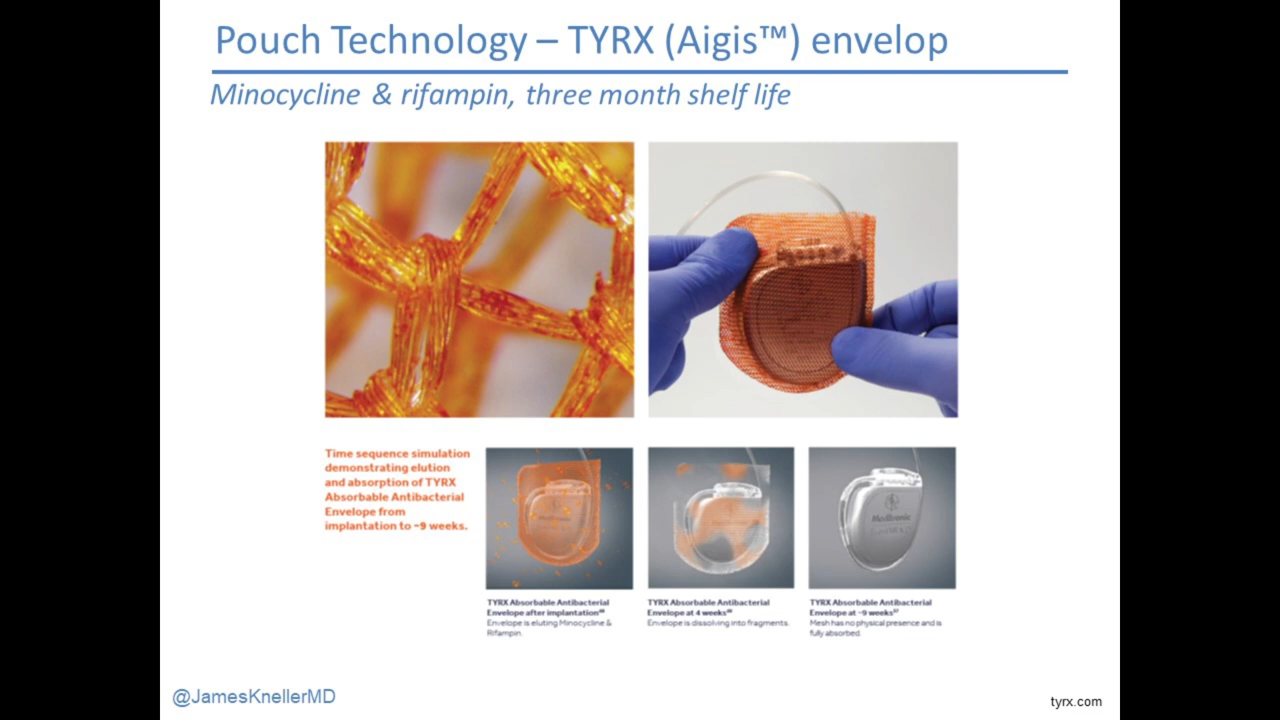 Pouch Technology – TYRX (Aigis™) envelop
Minocycline & rifampin, three month shelf life
Time sequence simulation
demonstrating elution
and absorption of TYRX
Absorbable Antibacterial
Envelope from
implantation to ~9 weeks.
Medtronic
Medtronic
TYRX Absorbable Antibacterial
Envelope after implantation
Envelope is eluting Minocycline &
Rifampin.
TYRX Absorbable Antibacterial
Envelope at 4 weeks
Envelope is dissolving into fragments.
TYRX Absorbable Antibacterial
Envelope at ~9 weeks
Mesh has no physical presence and is
fully absorbed.
@JamesKnellerMD
tyrx.com